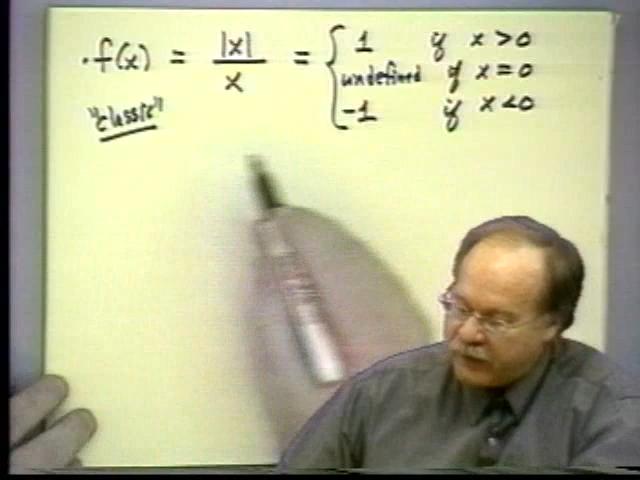 . f(x) = |x| / x = { 1 if x > 0
undefined if x = 0
"classic"
-1 if x < 0